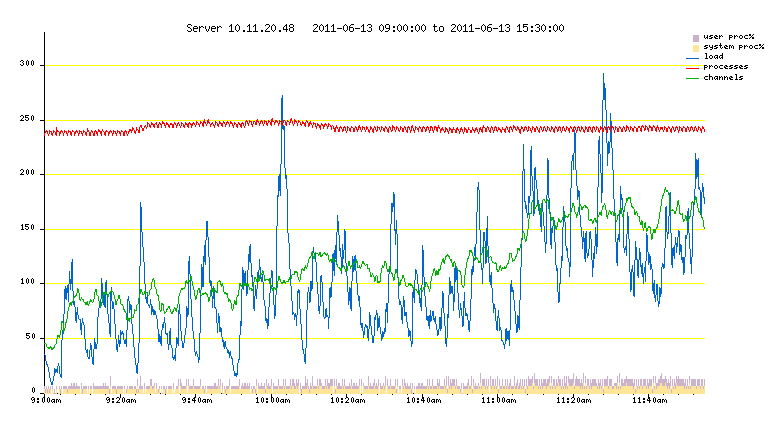 Server 10.11.20.48 2011-06-13 09:00:00 to 2011-06-13 15:30:00
user proc%
system proc%
load
processes
channels
300
250
200
150
100
50
0
9:00am 9:20am 9:40am 10:00am 10:20am 10:40am 11:00am 11:20am 11:40am